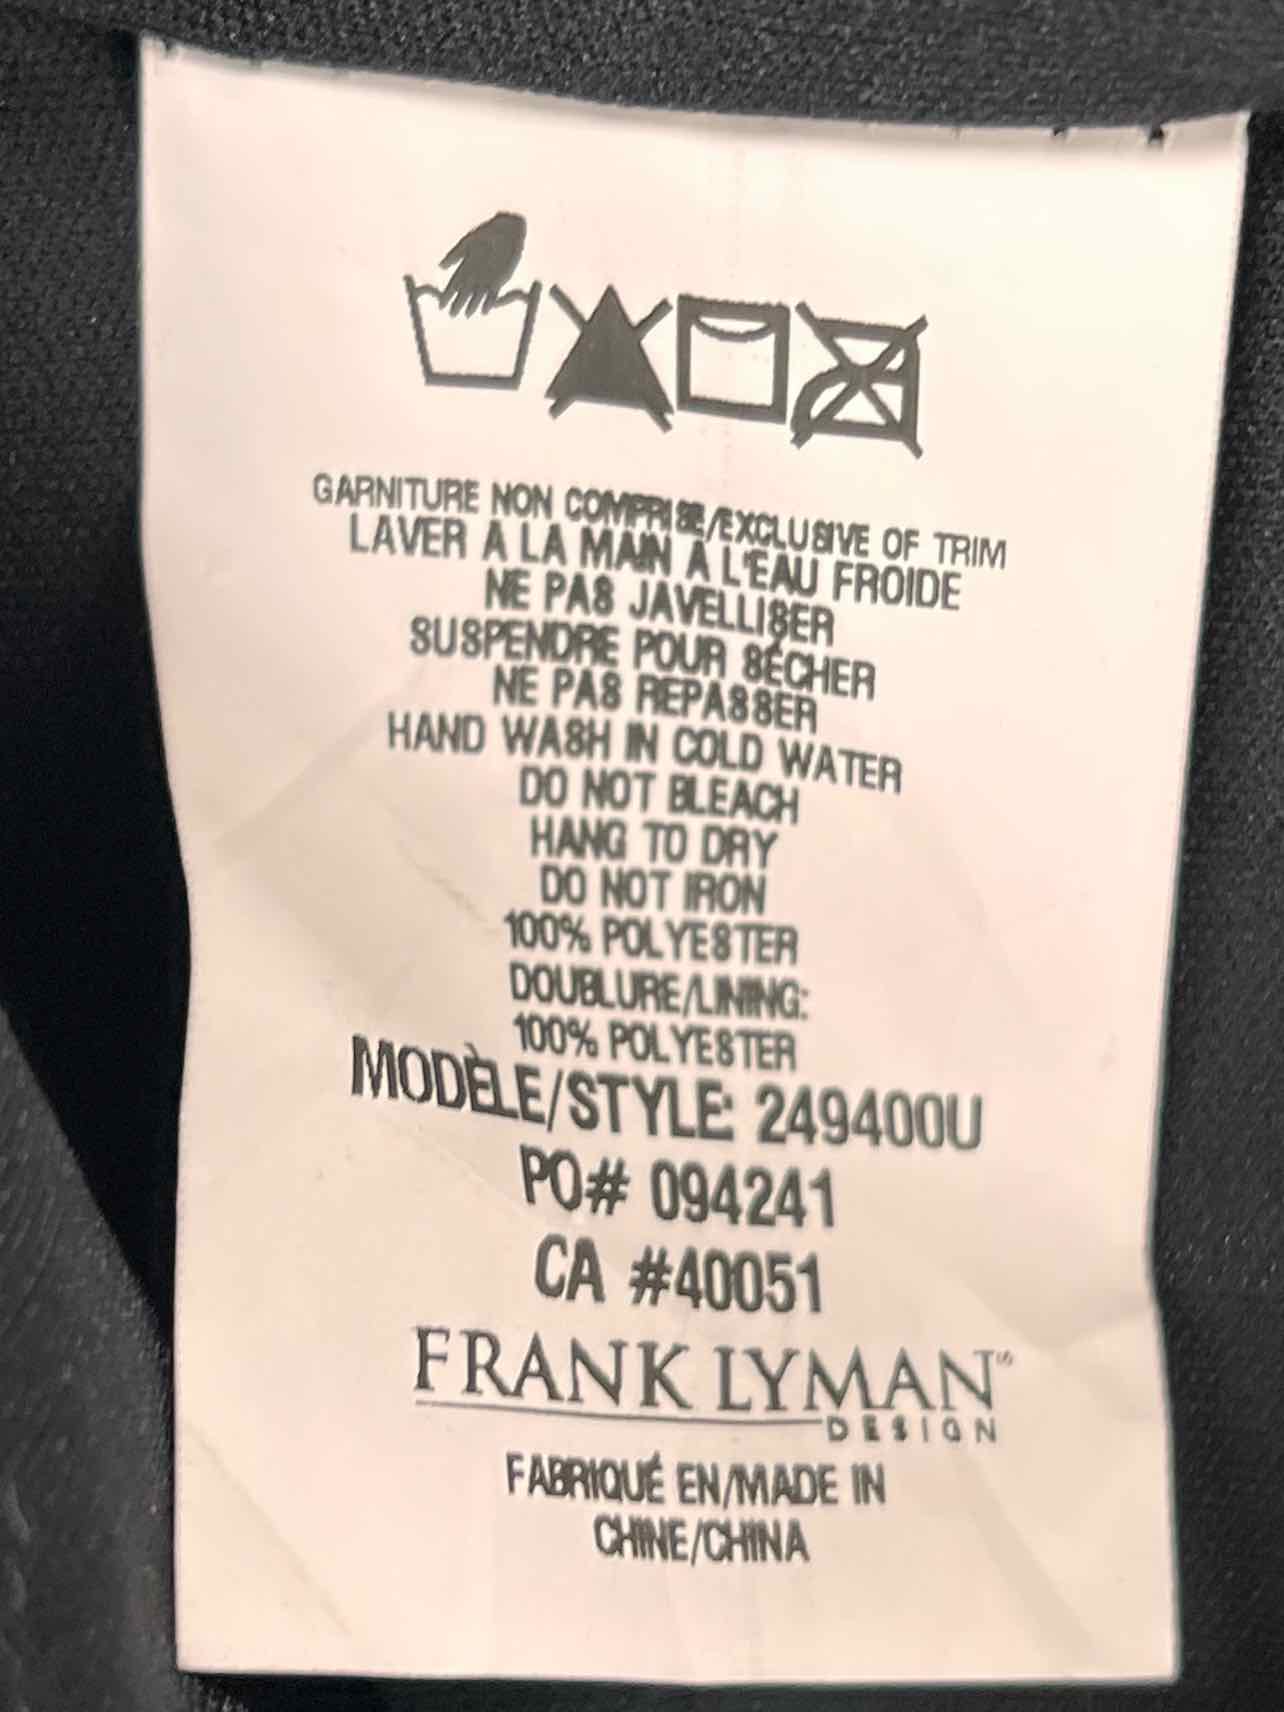 GARNITURE NON COMPRISE/EXCLUSIVE OF TRIM
LAVER A LA MAIN A L'EAU FROIDE
NE PAS JAVELLISER
SUSPENDRE POUR SÉCHER
NE PAS REPASSER
HAND WASH IN COLD WATER
DO NOT BLEACH
HANG TO DRY
DO NOT IRON
100% POLYESTER
DOUBLURE/LINING:
100% POLYESTER
MODÈLE/STYLE: 249400U
PO# 094241
CA #40051
FRANK LYMAN
DESIGN
FABRIQUÉ EN/MADE IN
CHINE/CHINA